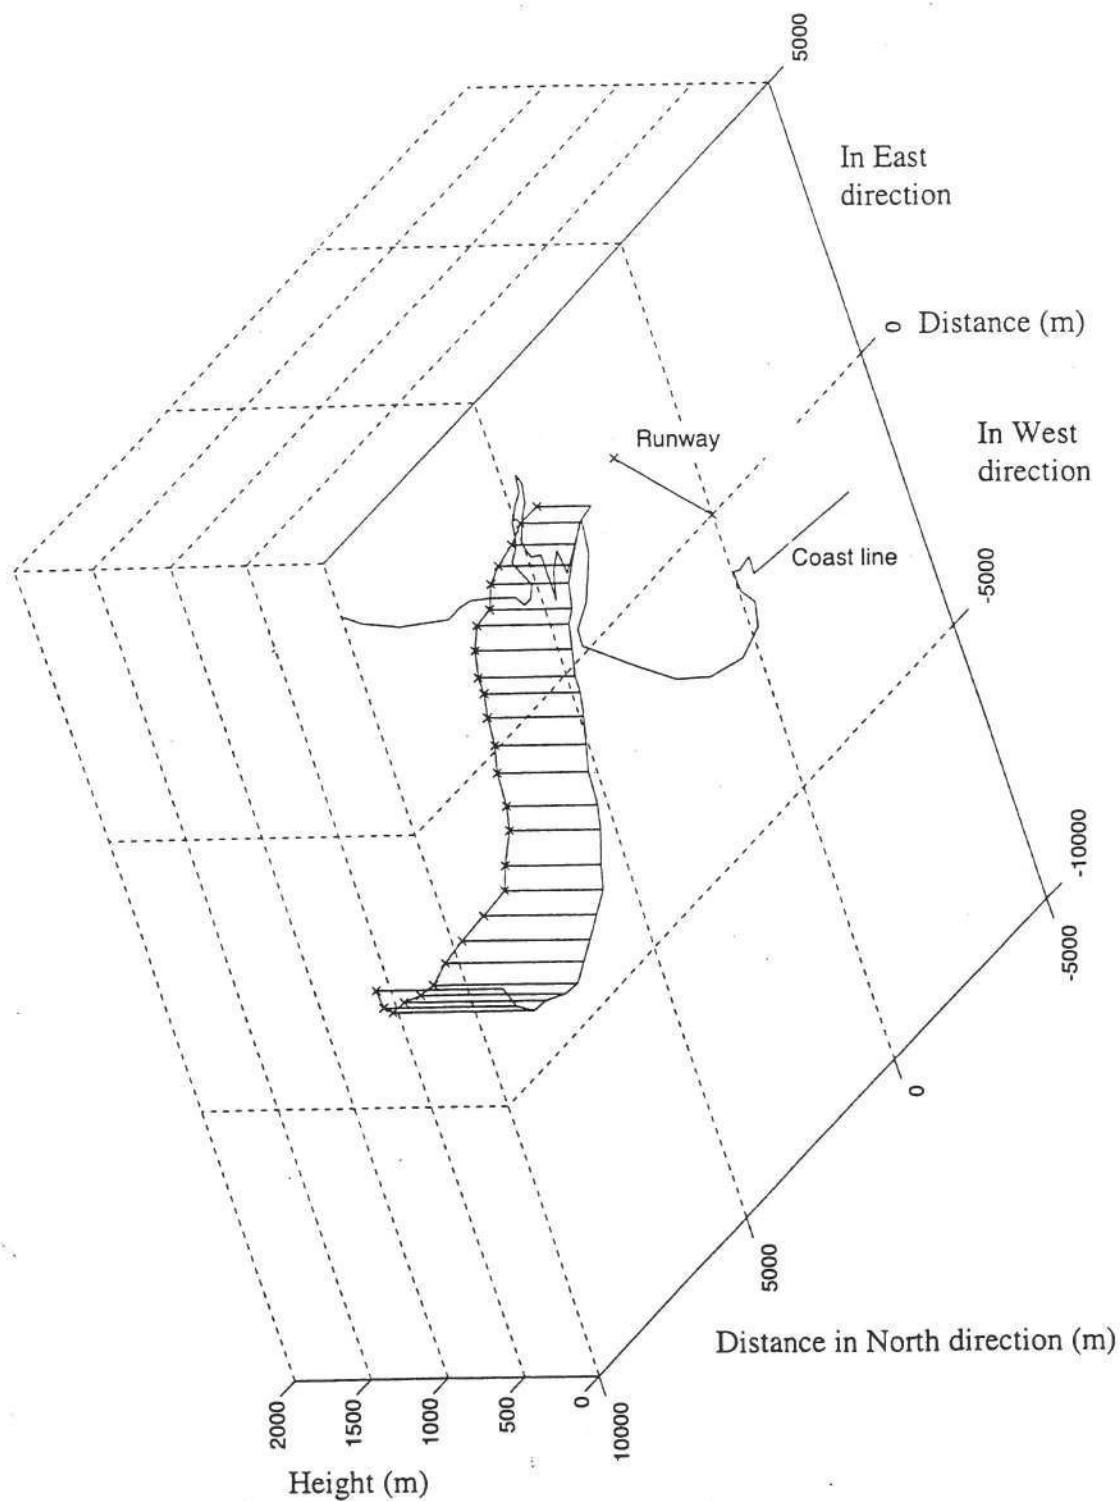 5000
In East
direction
0
Distance (m)
Runway
In West
direction
Coast line
-5000
-10000
-5000
0
5000
Distance in North direction (m)
2000
1500
1000
500
0
10000
Height (m)